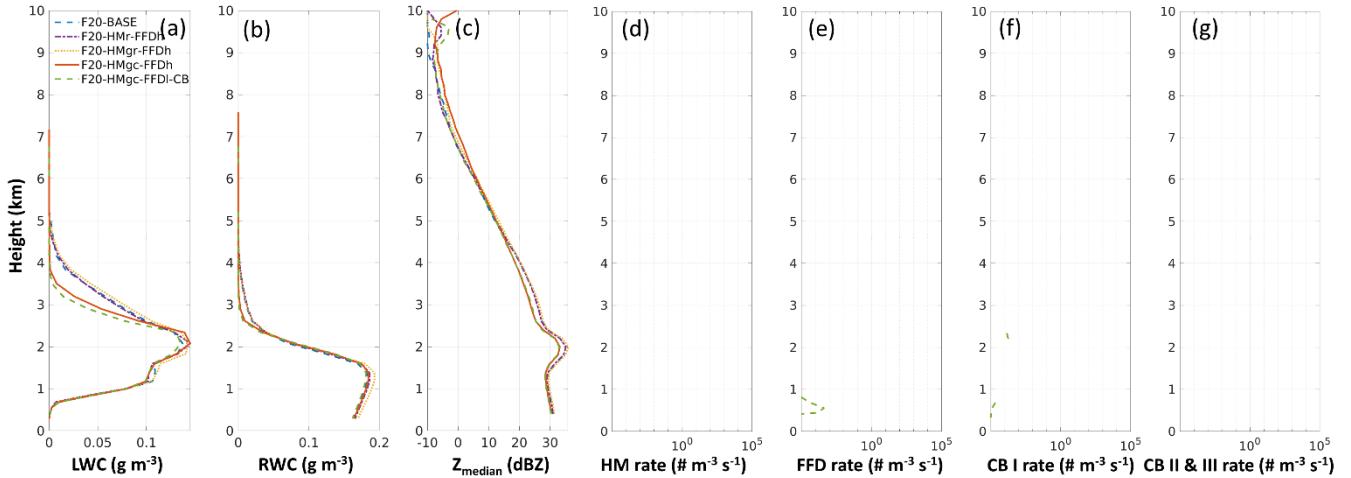 (a) (b) (c) (d) (e) (f) (g)
F20-BASE
F20-HMr-FFDh
F20-HMgr-FFDh
F20-HMgc-FFDh
F20-HMgc-FFDl-CB
Height (km)
10 10 10 10 10 10 10
9 9 9 9 9 9 9
8 8 8 8 8 8 8
7 7 7 7 7 7 7
6 6 6 6 6 6 6
5 5 5 5 5 5 5
4 4 4 4 4 4 4
3 3 3 3 3 3 3
2 2 2 2 2 2 2
1 1 1 1 1 1 1
0 0 0 0 0 0 0
0 0.05 0.1 0 0.1 0.2 -10 0 10 20 30 10⁰ 10⁵ 10⁰ 10⁵ 10⁰ 10⁵ 10⁰ 10⁵
LWC (g m⁻³) RWC (g m⁻³) Zmedian (dBZ) HM rate (# m⁻³ s⁻¹) FFD rate (# m⁻³ s⁻¹) CB I rate (# m⁻³ s⁻¹) CB II & III rate (# m⁻³ s⁻¹)